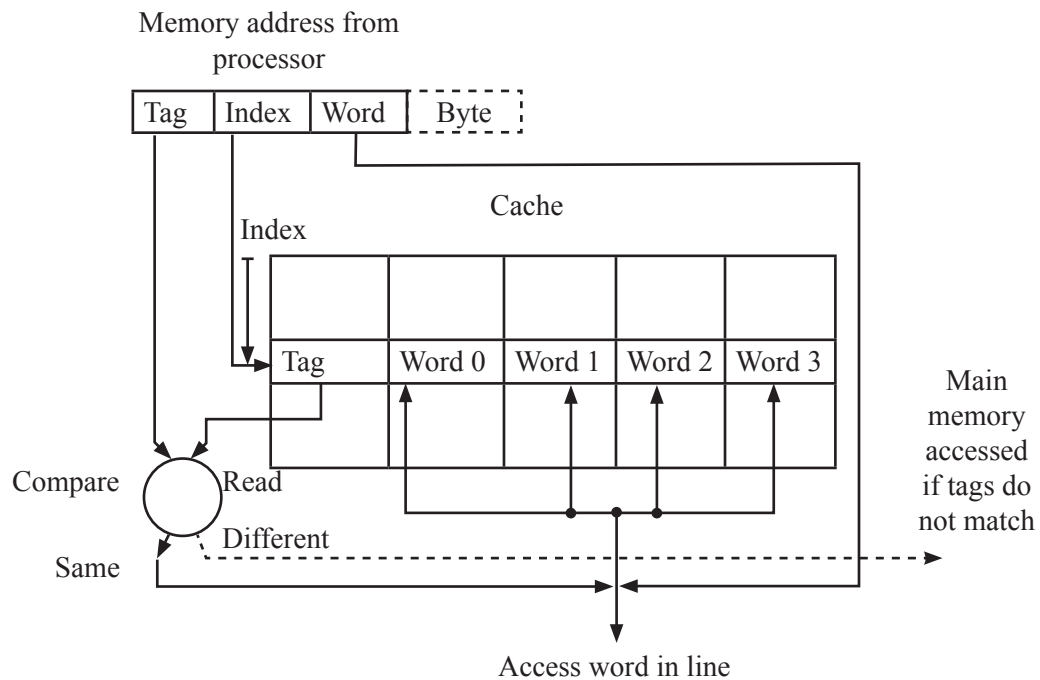 Memory address from
processor
Tag Index Word Byte
Cache
Index
Tag Word 0 Word 1 Word 2 Word 3
Main
memory
accessed
if tags do
not match
Compare Read
Different
Same
Access word in line